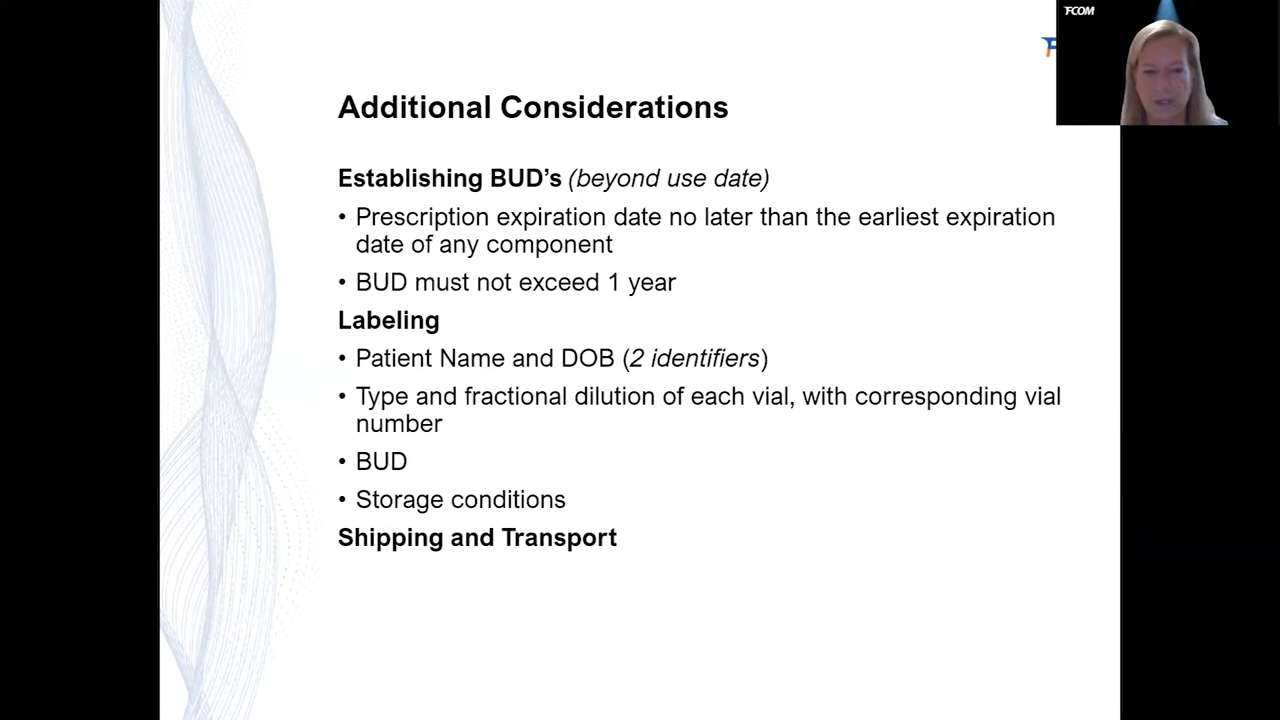 FCOM
Additional Considerations
Establishing BUD’s (beyond use date)
• Prescription expiration date no later than the earliest expiration
date of any component
• BUD must not exceed 1 year
Labeling
• Patient Name and DOB (2 identifiers)
• Type and fractional dilution of each vial, with corresponding vial
number
• BUD
• Storage conditions
Shipping and Transport